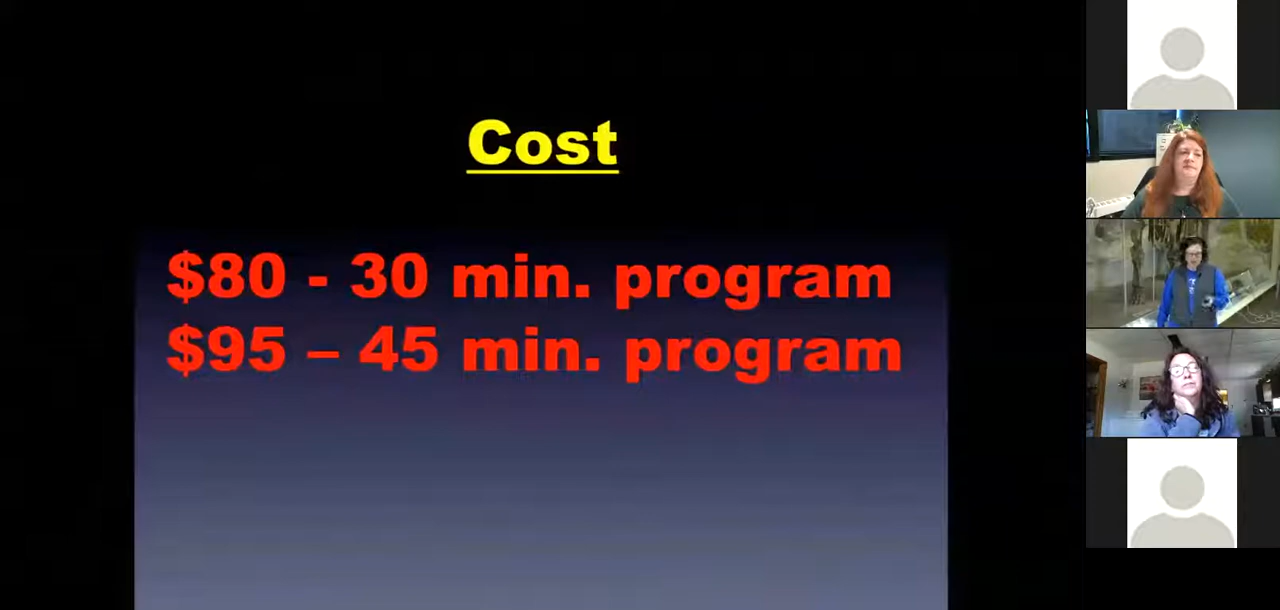 Cost
$80 - 30 min. program
$95 – 45 min. program